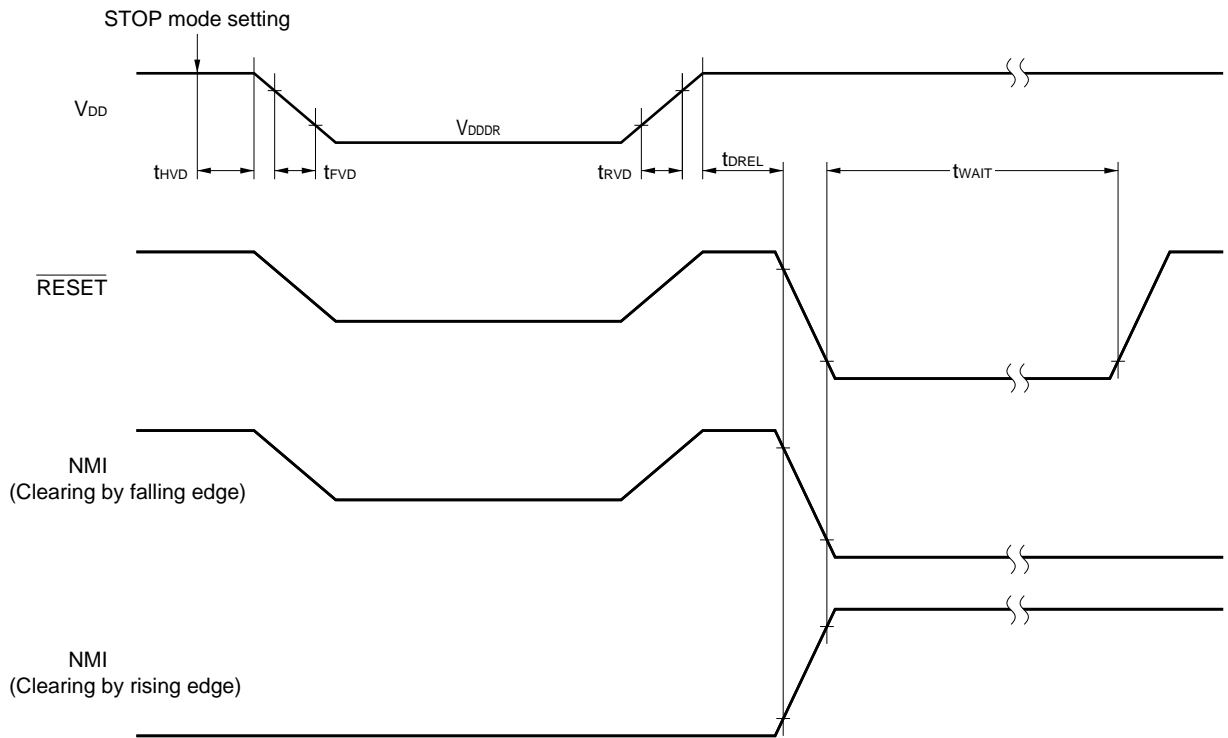 STOP mode setting
VDD
VDDDR
tHVD
tFVD
tRVD
tDREL
tWAIT
RESET
NMI
(Clearing by falling edge)
NMI
(Clearing by rising edge)